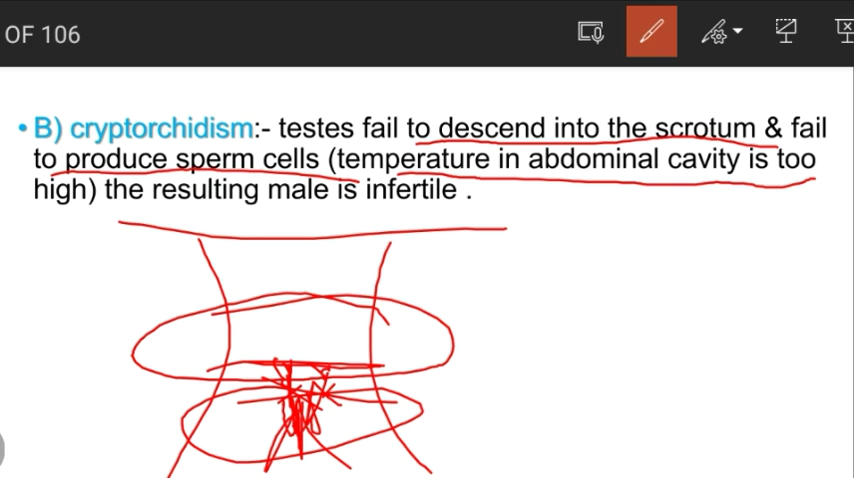 OF 106
• B) cryptorchidism:- testes fail to descend into the scrotum & fail
to produce sperm cells (temperature in abdominal cavity is too
high) the resulting male is infertile .